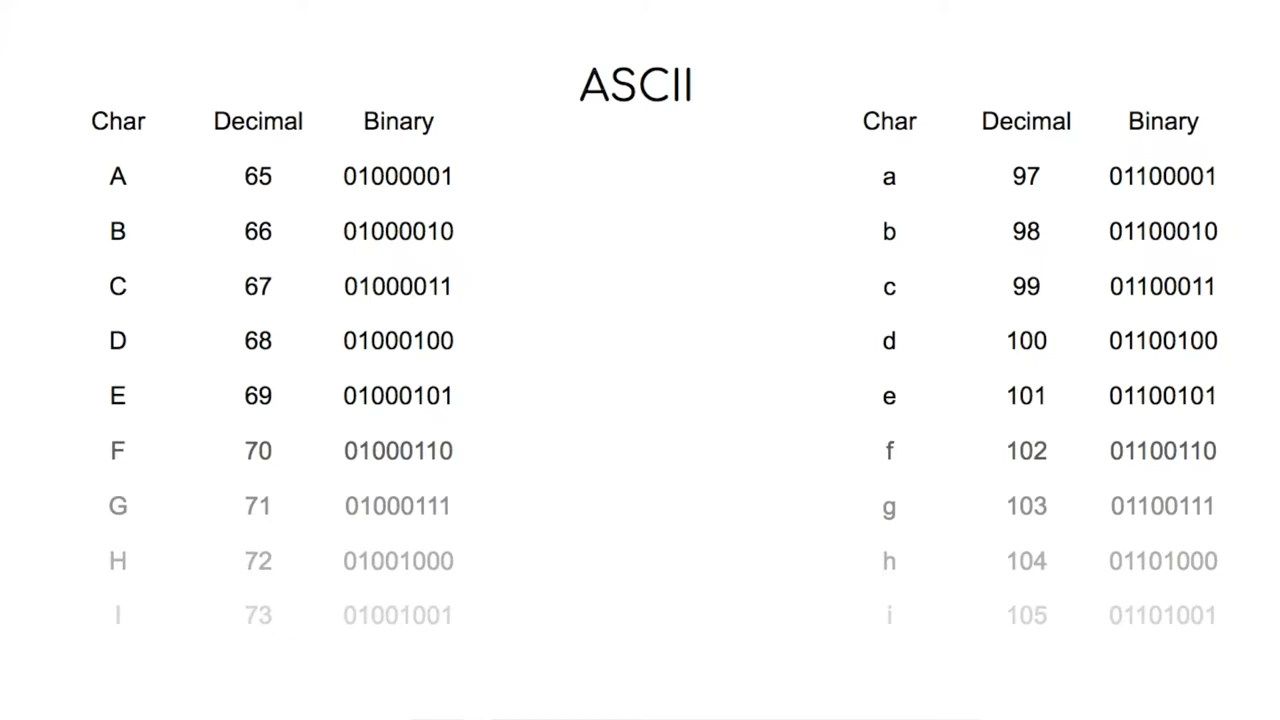 ASCII
Char Decimal Binary Char Decimal Binary
A 65 01000001 a 97 01100001
B 66 01000010 b 98 01100010
C 67 01000011 c 99 01100011
D 68 01000100 d 100 01100100
E 69 01000101 e 101 01100101
F 70 01000110 f 102 01100110
G 71 01000111 g 103 01100111
H 72 01001000 h 104 01101000
I 73 01001001 i 105 01101001